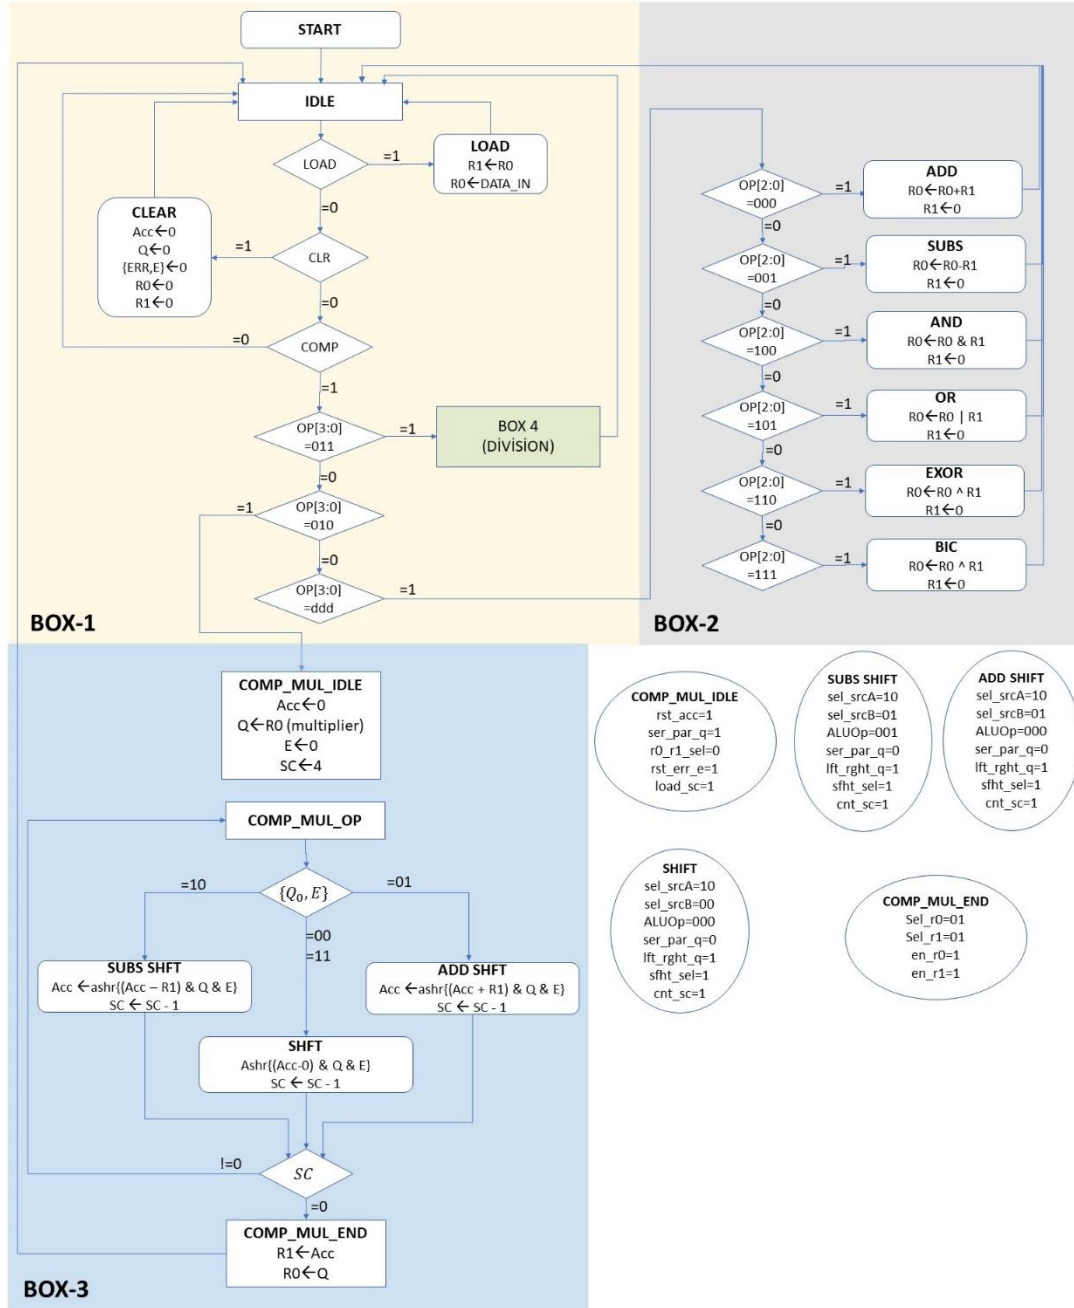 START
IDLE
LOAD
=1
LOAD
R1←R0
R0←DATA_IN
=0
CLEAR
Acc←0
Q←0
{ERR,E}←0
R0←0
R1←0
=1
CLR
=0
=0
COMP
=1
OP[3:0]
=011
=1
BOX 4
(DİVİSİON)
=0
=1
OP[3:0]
=010
=0
OP[3:0]
=ddd
=1
BOX-1
OP[2:0]
=000
=1
ADD
R0←R0+R1
R1←0
=0
OP[2:0]
=001
=1
SUBS
R0←R0-R1
R1←0
=0
OP[2:0]
=100
=1
AND
R0←R0 & R1
R1←0
=0
OP[2:0]
=101
=1
OR
R0←R0 | R1
R1←0
=0
OP[2:0]
=110
=1
EXOR
R0←R0 ^ R1
R1←0
=0
OP[2:0]
=111
=1
BIC
R0←R0 ^ R1
R1←0
BOX-2
COMP_MUL_IDLE
Acc←0
Q←R0 (multiplier)
E←0
SC←4
COMP_MUL_OP
{Q₀, E}
=10
=01
=00
=11
SUBS SHFT
Acc ←ashr{(Acc – R1) & Q & E}
SC ← SC - 1
ADD SHFT
Acc ←ashr{(Acc + R1) & Q & E}
SC ← SC - 1
SHFT
Ashr{(Acc-0) & Q & E}
SC ← SC - 1
!=0
SC
=0
COMP_MUL_END
R1←Acc
R0←Q
BOX-3
COMP_MUL_IDLE
rst_acc=1
ser_par_q=1
r0_r1_sel=0
rst_err_e=1
load_sc=1
SUBS SHIFT
sel_srcA=10
sel_srcB=01
ALUOp=001
ser_par_q=0
lft_rght_q=1
sfht_sel=1
cnt_sc=1
ADD SHIFT
sel_srcA=10
sel_srcB=01
ALUOp=000
ser_par_q=0
lft_rght_q=1
sfht_sel=1
cnt_sc=1
SHIFT
sel_srcA=10
sel_srcB=00
ALUOp=000
ser_par_q=0
lft_rght_q=1
sfht_sel=1
cnt_sc=1
COMP_MUL_END
Sel_r0=01
Sel_r1=01
en_r0=1
en_r1=1